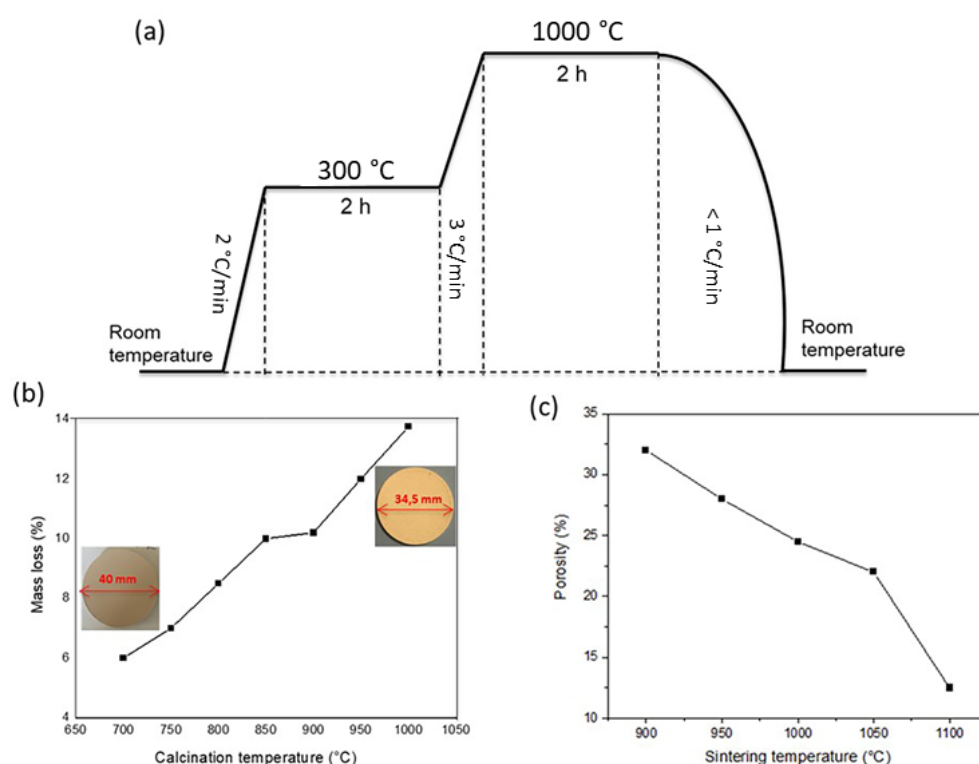 (a)
1000 °C
2 h
300 °C
2 h
2 °C/min
3 °C/min
<1 °C/min
Room
temperature
Room
temperature
(b)
14
12
10
8
6
4
Mass loss (%)
40 mm
34,5 mm
650 700 750 800 850 900 950 1000 1050
Calcination temperature (°C)
(c)
35
30
25
20
15
10
Porosity (%)
900 950 1000 1050 1100
Sintering temperature (°C)